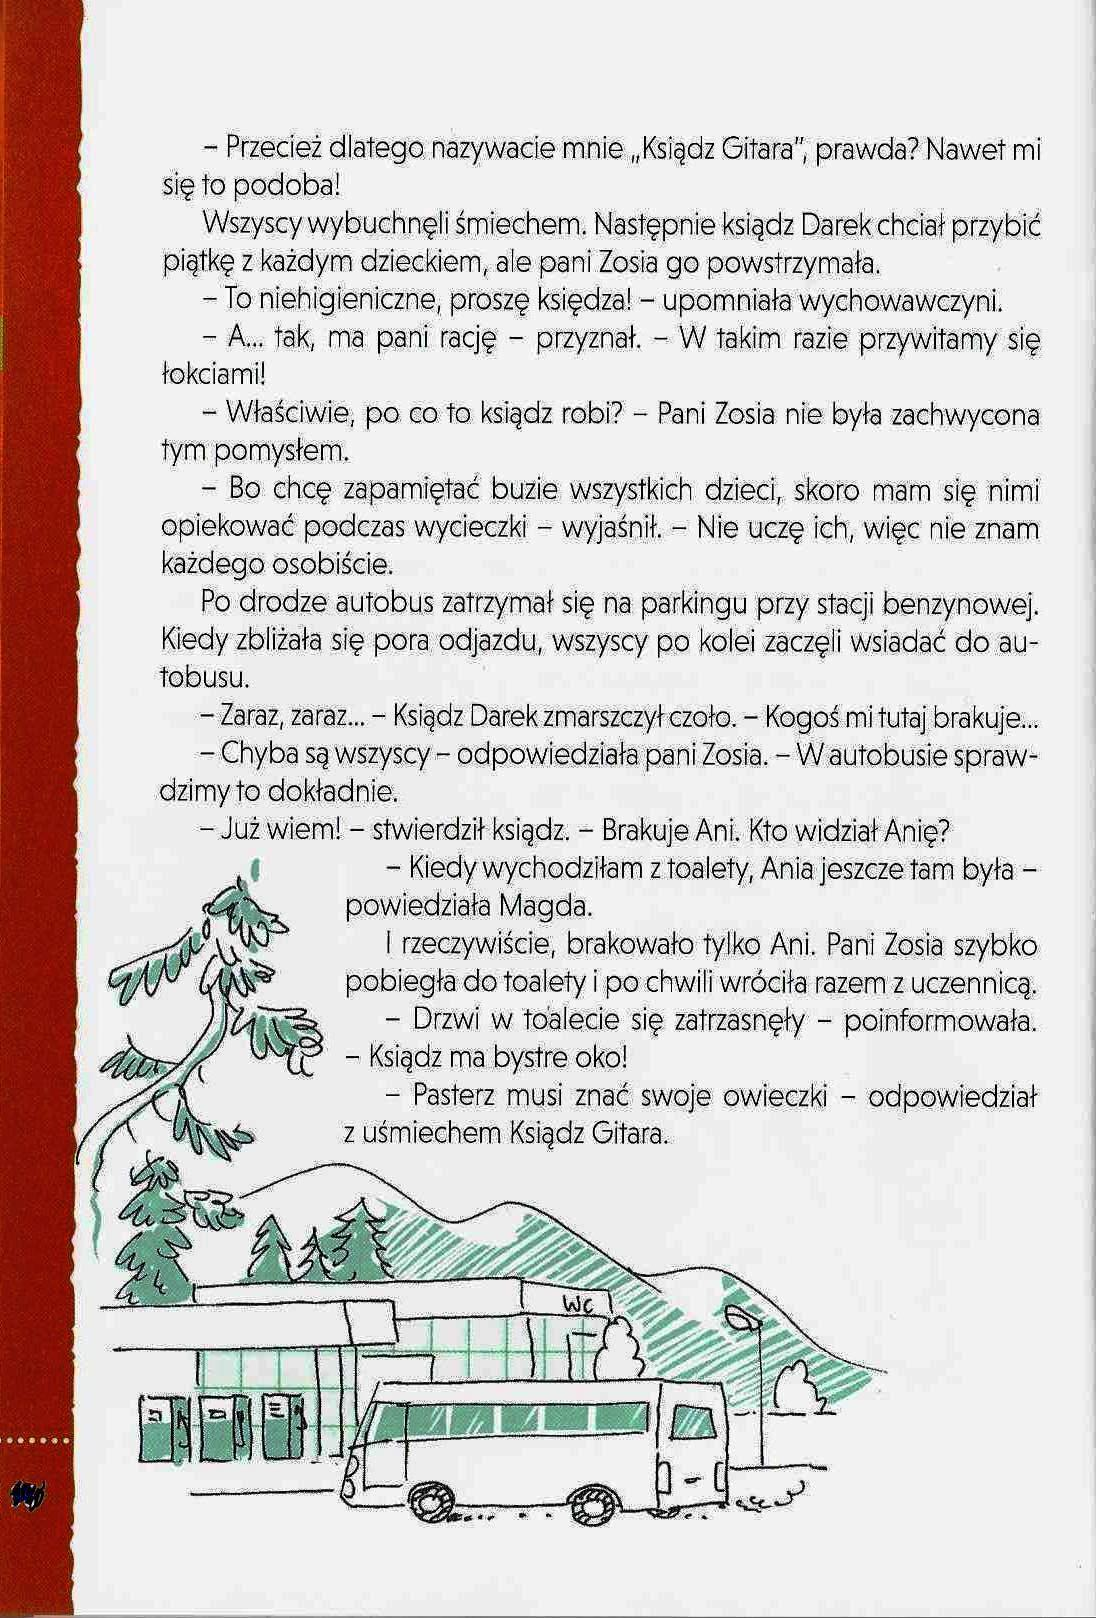 – Przecież dlatego nazywacie mnie „Ksiądz Gitara”, prawda? Nawet mi
się to podoba!
Wszyscy wybuchnęli śmiechem. Następnie ksiądz Darek chciał przybić
piątkę z każdym dzieckiem, ale pani Zosia go powstrzymała.
– To niehigieniczne, proszę księdza! – upomniała wychowawczyni.
– A... tak, ma pani rację – przyznał. – W takim razie przywitamy się
łokciami!
– Właściwie, po co to ksiądz robi? – Pani Zosia nie była zachwycona
tym pomysłem.
– Bo chcę zapamiętać buzie wszystkich dzieci, skoro mam się nimi
opiekować podczas wycieczki – wyjaśnił. – Nie uczę ich, więc nie znam
każdego osobiście.
Po drodze autobus zatrzymał się na parkingu przy stacji benzynowej.
Kiedy zbliżała się pora odjazdu, wszyscy po kolei zaczęli wsiadać do au-
tobusu.
– Zaraz, zaraz... – Ksiądz Darek zmarszczył czoło. – Kogoś mi tutaj brakuje...
– Chyba są wszyscy – odpowiedziała pani Zosia. – W autobusie spraw-
dzimy to dokładnie.
– Już wiem! – stwierdził ksiądz. – Brakuje Ani. Kto widział Anię?
– Kiedy wychodziłam z toalety, Ania jeszcze tam była –
powiedziała Magda.
I rzeczywiście, brakowało tylko Ani. Pani Zosia szybko
pobiegła do toalety i po chwili wróciła razem z uczennicą.
– Drzwi w toalecie się zatrzasnęły – poinformowała.
– Ksiądz ma bystre oko!
– Pasterz musi znać swoje owieczki – odpowiedział
z uśmiechem Ksiądz Gitara.
WC